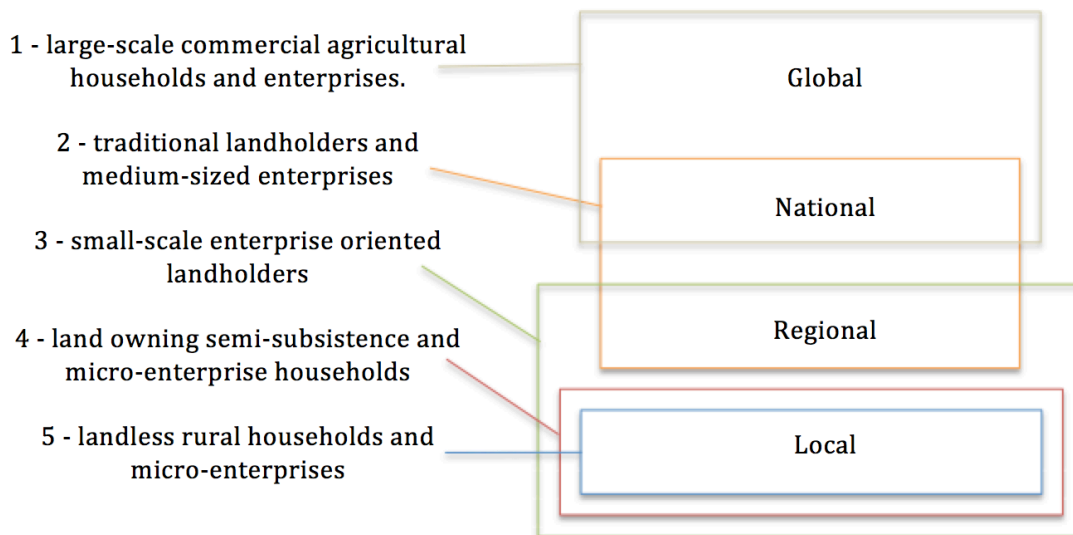 1 - large-scale commercial agricultural
households and enterprises.
Global
2 - traditional landholders and
medium-sized enterprises
National
3 - small-scale enterprise oriented
landholders
Regional
4 - land owning semi-subsistence and
micro-enterprise households
5 - landless rural households and
micro-enterprises
Local